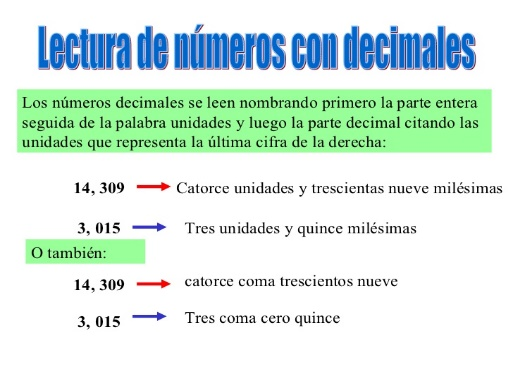 Lectura de números con decimales
Los números decimales se leen nombrando primero la parte entera
seguida de la palabra unidades y luego la parte decimal citando las
unidades que representa la última cifra de la derecha:
14, 309 Catorce unidades y trescientas nueve milésimas
3, 015 Tres unidades y quince milésimas
O también:
14, 309 catorce coma trescientos nueve
3, 015 Tres coma cero quince